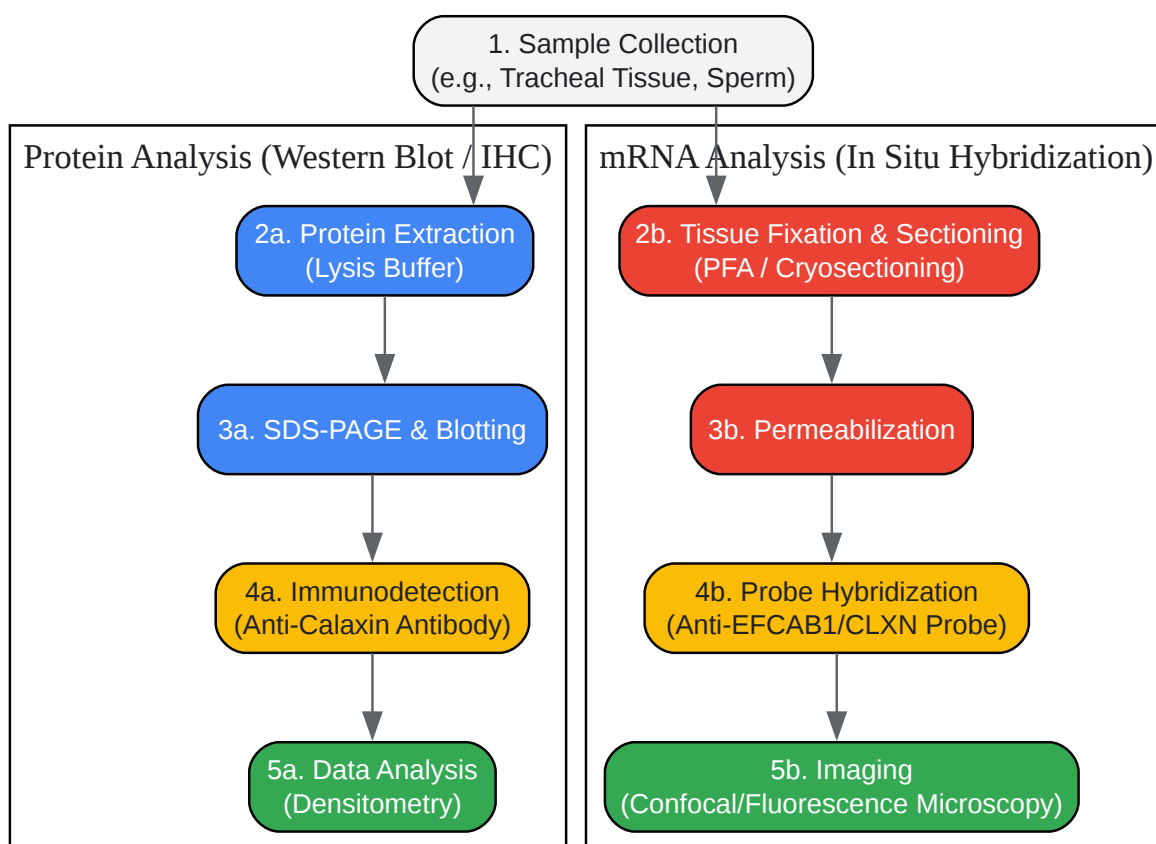 1. Sample Collection
(e.g., Tracheal Tissue, Sperm)
Protein Analysis (Western Blot / IHC)
2a. Protein Extraction
(Lysis Buffer)
3a. SDS-PAGE & Blotting
4a. Immunodetection
(Anti-Calaxin Antibody)
5a. Data Analysis
(Densitometry)
mRNA Analysis (In Situ Hybridization)
2b. Tissue Fixation & Sectioning
(PFA / Cryosectioning)
3b. Permeabilization
4b. Probe Hybridization
(Anti-EFCAB1/CLXN Probe)
5b. Imaging
(Confocal/Fluorescence Microscopy)